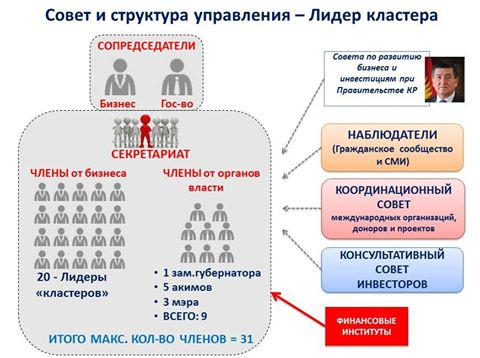 Совет и структура управления – Лидер кластера
СОПРЕДСЕДАТЕЛИ
Бизнес
Гос-во
СЕКРЕТАРИАТ
ЧЛЕНЫ от бизнеса
20 - Лидеры
«кластеров»
ЧЛЕНЫ от органов
власти
• 1 зам.губернатора
• 5 акимов
• 3 мэра
• ВСЕГО: 9
ИТОГО МАКС. КОЛ-ВО ЧЛЕНОВ = 31
Совета по развитию
бизнеса и
инвестициям при
Правительстве КР
НАБЛЮДАТЕЛИ
(Гражданское сообщество
и СМИ)
КООРДИНАЦИОННЫЙ
СОВЕТ
международных организаций,
доноров и проектов
КОНСУЛЬТАТИВНЫЙ
СОВЕТ
ИНВЕСТОРОВ
ФИНАНСОВЫЕ
ИНСТИТУТЫ